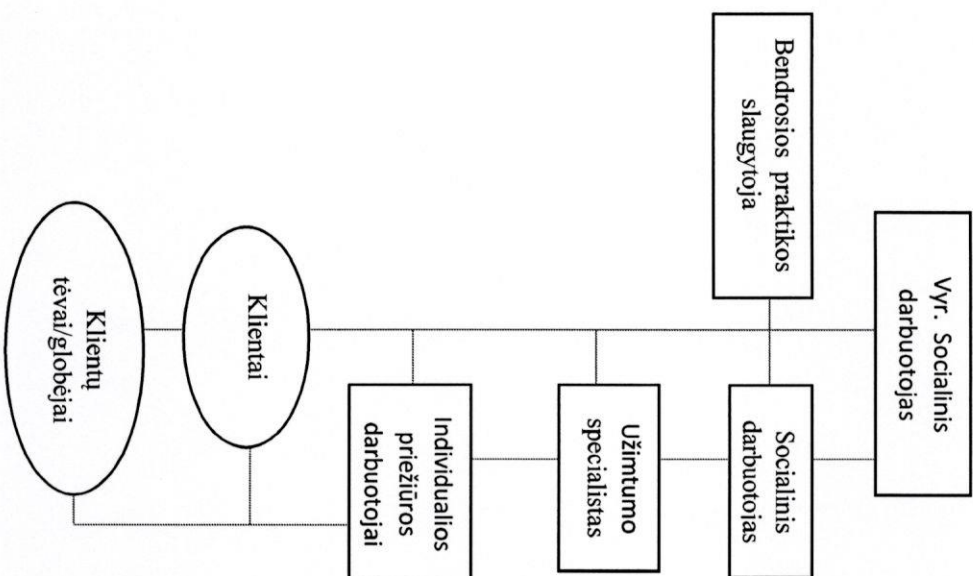 Vyr. Socialinis
darbuotojas
Bendrosios praktikos
slaugytoja
Socialinis
darbuotojas
Užimtumo
specialistas
Individualios
priežiūros
darbuotojai
Klientai
Klientų
tėvai/globėjai